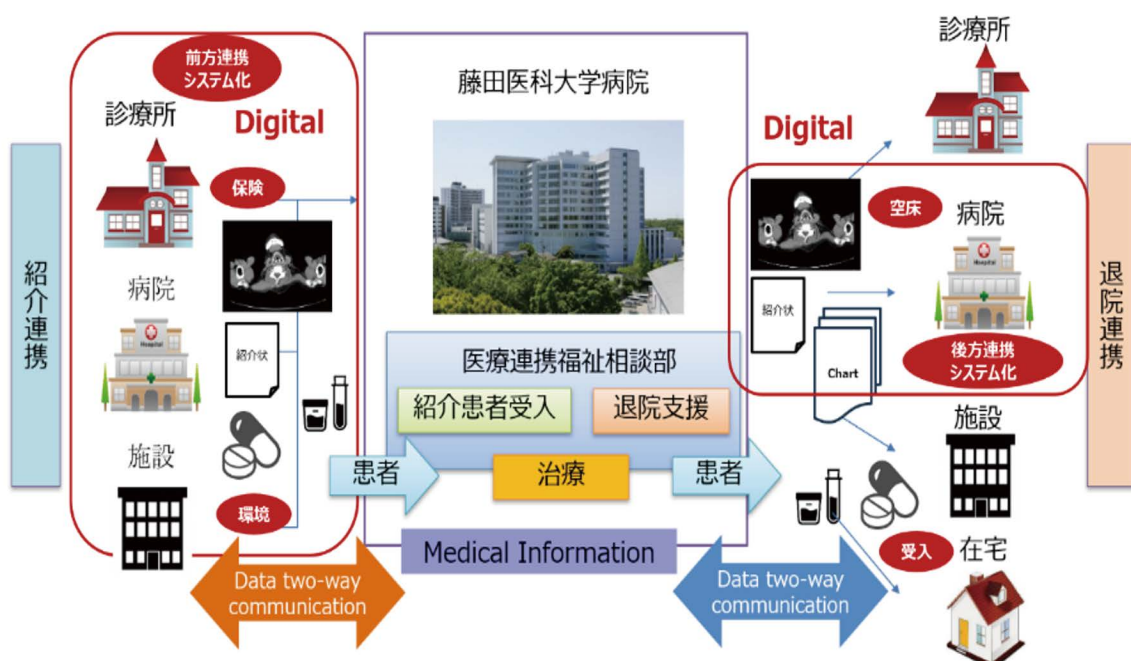 紹介連携
前方連携
システム化
診療所
Digital
保険
病院
Hospital
紹介状
施設
環境
藤田医科大学病院
医療連携福祉相談部
紹介患者受入
退院支援
患者
治療
患者
Medical Information
Data two-way
communication
Data two-way
communication
診療所
Digital
空床
病院
Hospital
紹介状
後方連携
システム化
Chart
施設
受入
在宅
退院連携